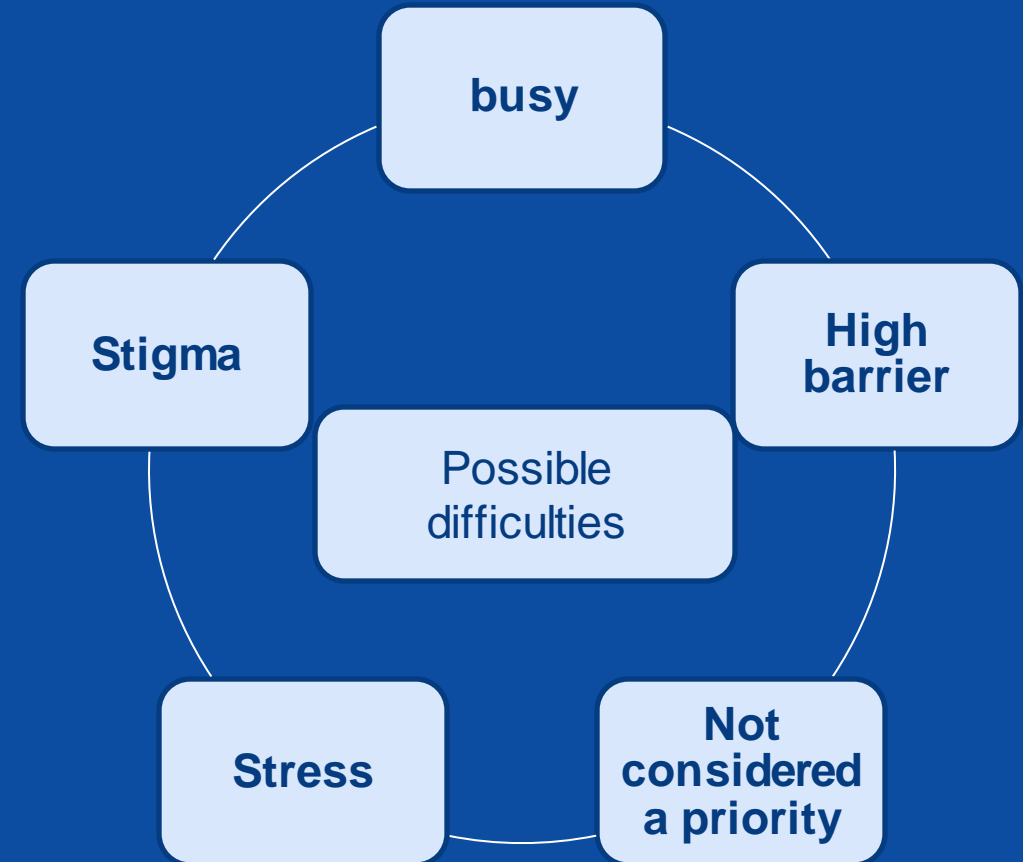 busy
Stigma
High
barrier
Possible
difficulties
Stress
Not
considered
a priority